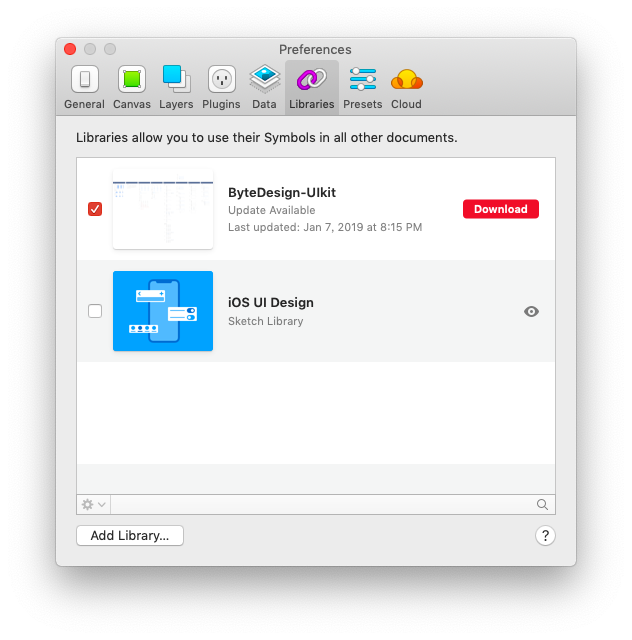 Preferences
General Canvas Layers Plugins Data Libraries Presets Cloud
Libraries allow you to use their Symbols in all other documents.
ByteDesign-UIkit
Update Available
Last updated: Jan 7, 2019 at 8:15 PM
Download
iOS UI Design
Sketch Library
Add Library...
?